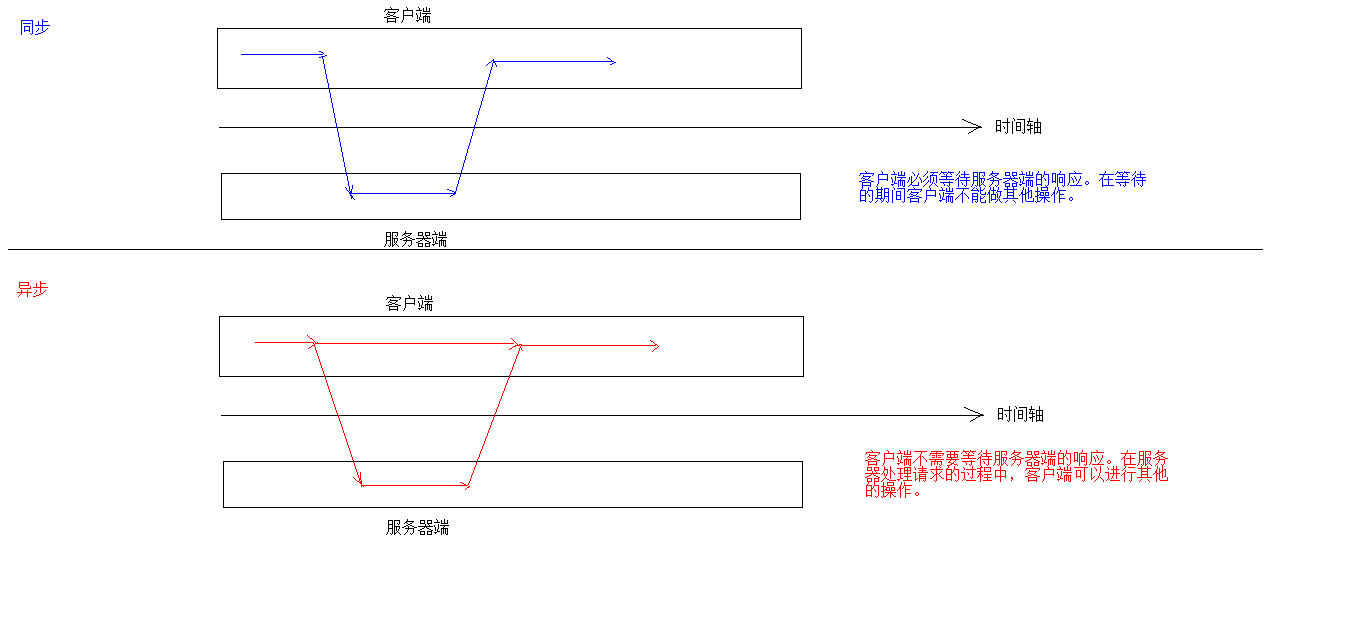 同步
客户端
时间轴
客户端必须等待服务器端的响应。在等待
的期间客户端不能做其他操作。
服务器端
异步
客户端
时间轴
客户端不需要等待服务器端的响应。在服务
器处理请求的过程中，客户端可以进行其他
的操作。
服务器端